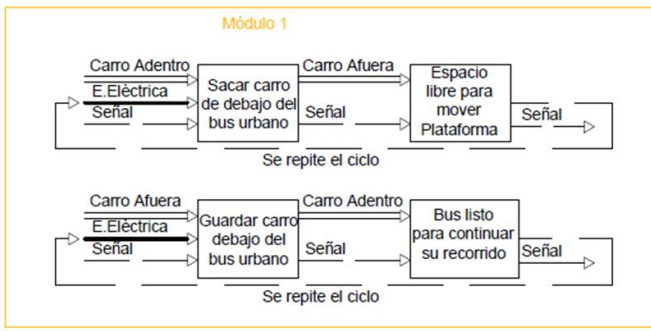 Módulo 1
Carro Adentro
E.Elèctrica
Señal
Sacar carro
de debajo del
bus urbano
Carro Afuera
Señal
Espacio
libre para
mover
Plataforma
Señal
Se repite el ciclo
Carro Afuera
E.Elèctrica
Señal
Guardar carro
debajo del
bus urbano
Carro Adentro
Señal
Bus listo
para continuar
su recorrido
Señal
Se repite el ciclo